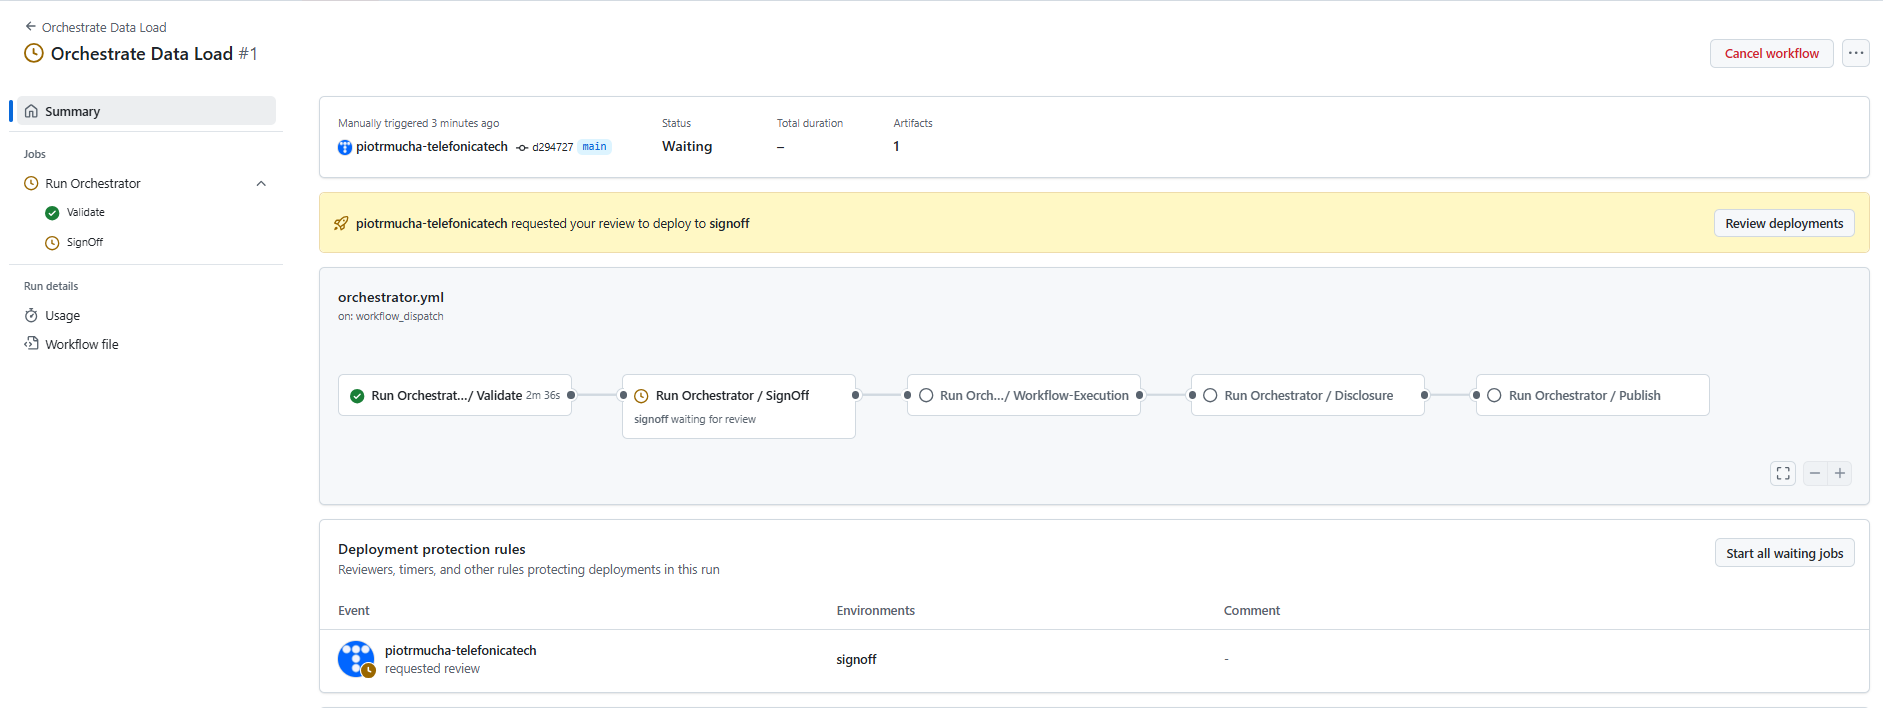 Orchestrate Data Load
Orchestrate Data Load #1
Cancel workflow
Summary
Jobs
Run Orchestrator
Validate
SignOff
Run details
Usage
Workflow file
Manually triggered 3 minutes ago
piotrmucha-telefonicatech d294727 main
Status
Waiting
Total duration
–
Artifacts
1
piotrmucha-telefonicatech requested your review to deploy to signoff
Review deployments
orchestrator.yml
on: workflow_dispatch
Run Orchestrat.../ Validate 2m 36s
Run Orchestrator / SignOff
signoff waiting for review
Run Orch.../ Workflow-Execution
Run Orchestrator / Disclosure
Run Orchestrator / Publish
Deployment protection rules
Reviewers, timers, and other rules protecting deployments in this run
Start all waiting jobs
Event Environments Comment
piotrmucha-telefonicatech
requested review
signoff
-